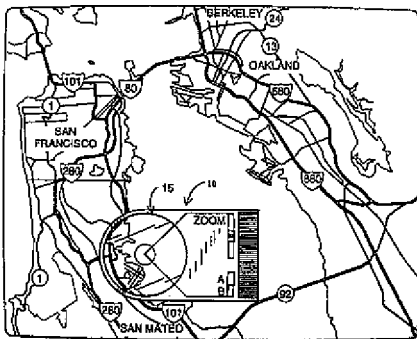 BERKELEY
24
13
OAKLAND
101
80
1
580
SAN
FRANCISCO
280
880
15
10
ZOOM
A
B
1
92
280
101
SAN MATEO